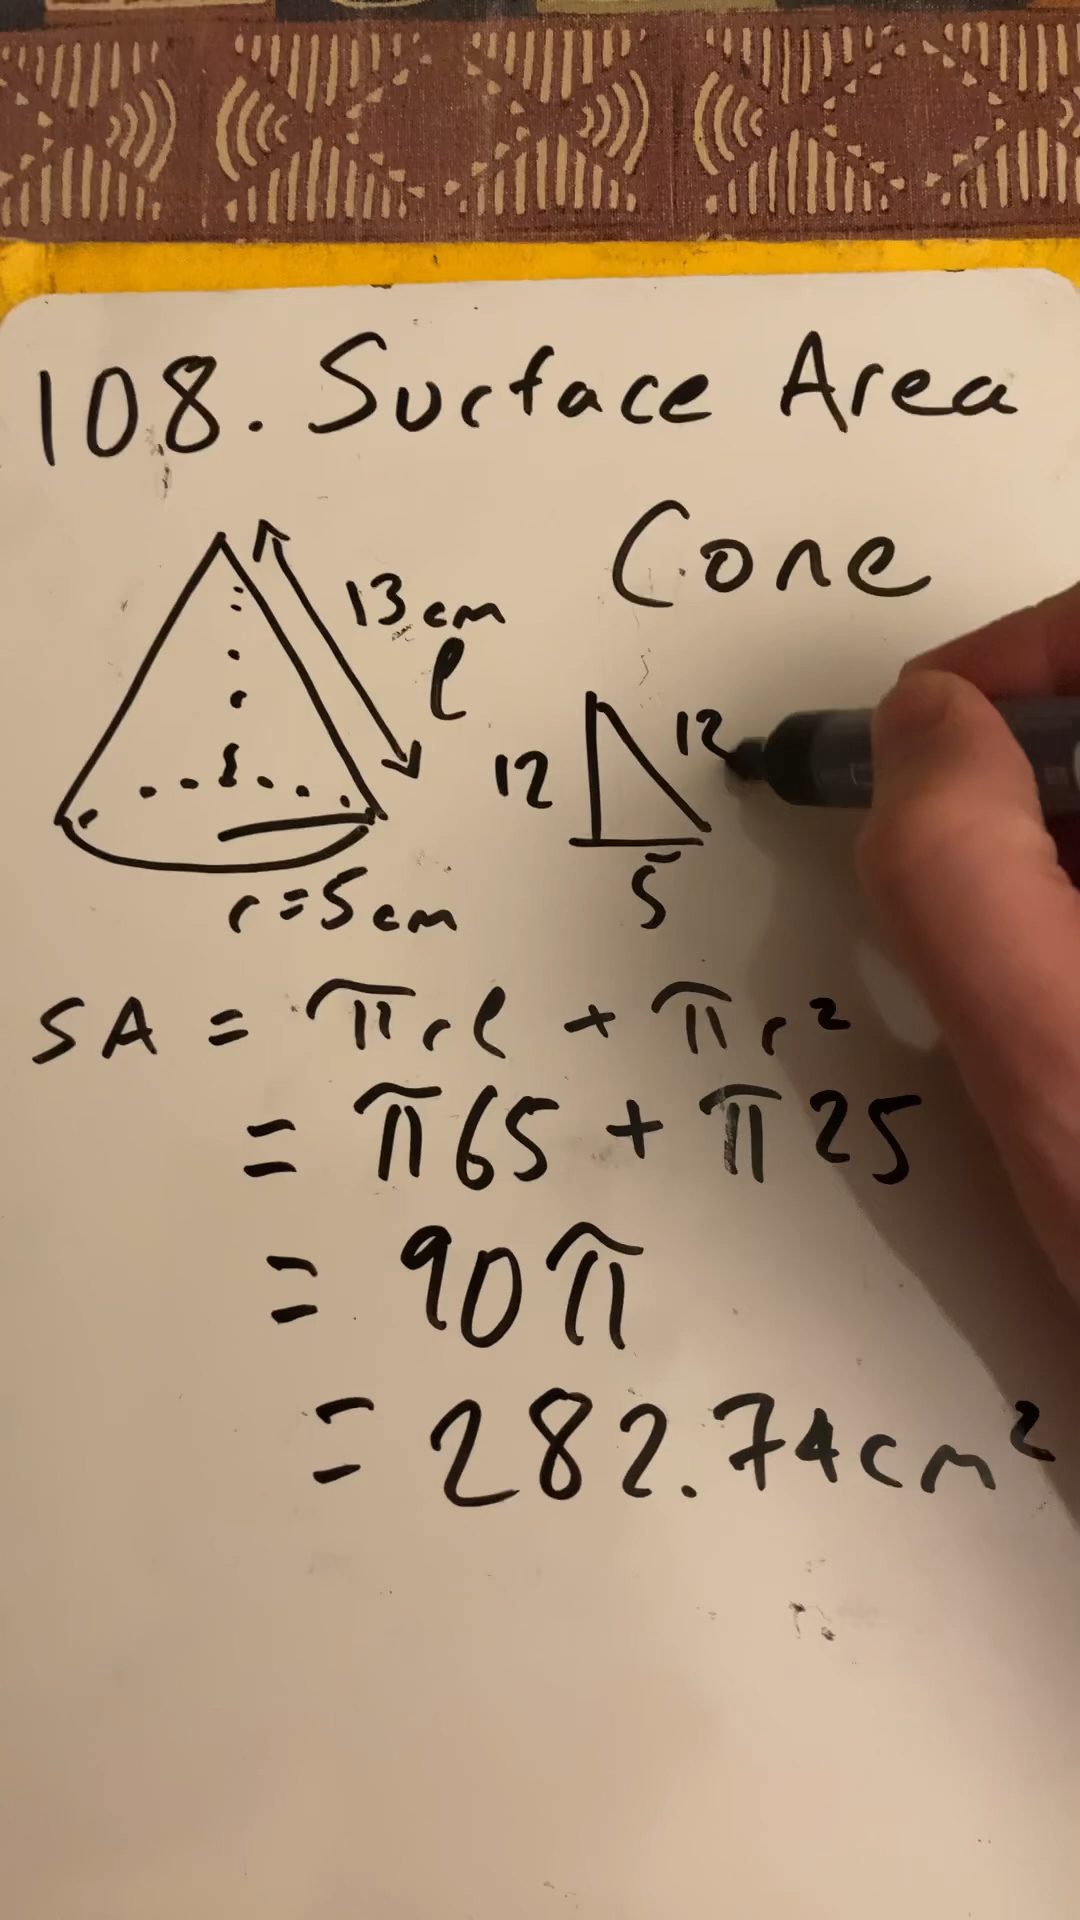 108. Surface Area
Cone
13cm
l
12
12
5
r=5cm
SA = πrl + πr²
= π65 + π25
= 90π
= 282.74cm²